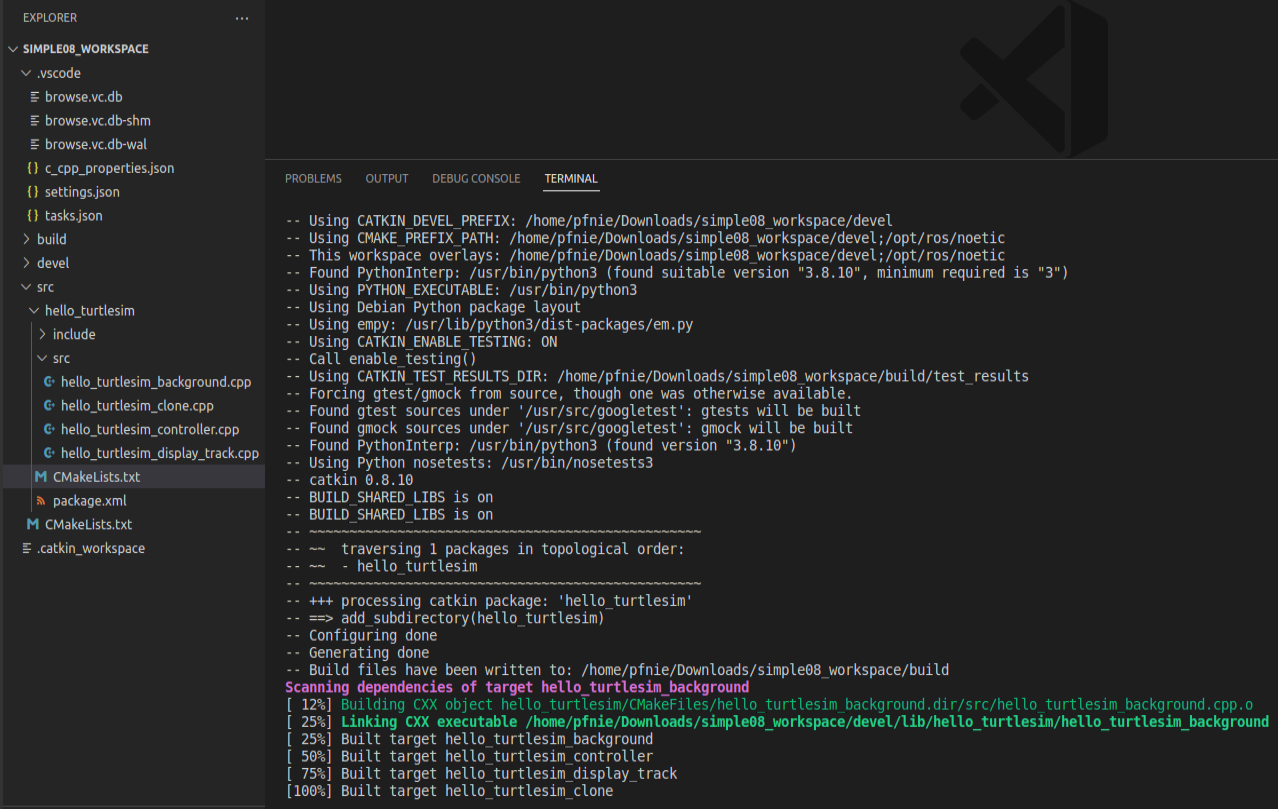 EXPLORER
...
SIMPLE08_WORKSPACE
.vscode
browse.vc.db
browse.vc.db-shm
browse.vc.db-wal
{} c_cpp_properties.json
{} settings.json
{} tasks.json
build
devel
src
hello_turtlesim
include
src
hello_turtlesim_background.cpp
hello_turtlesim_clone.cpp
hello_turtlesim_controller.cpp
hello_turtlesim_display_track.cpp
CMakeLists.txt
package.xml
CMakeLists.txt
.catkin_workspace
PROBLEMS OUTPUT DEBUG CONSOLE TERMINAL
-- Using CATKIN_DEVEL_PREFIX: /home/pfnie/Downloads/simple08_workspace/devel
-- Using CMAKE_PREFIX_PATH: /home/pfnie/Downloads/simple08_workspace/devel;/opt/ros/noetic
-- This workspace overlays: /home/pfnie/Downloads/simple08_workspace/devel;/opt/ros/noetic
-- Found PythonInterp: /usr/bin/python3 (found suitable version "3.8.10", minimum required is "3")
-- Using PYTHON_EXECUTABLE: /usr/bin/python3
-- Using Debian Python package layout
-- Using empy: /usr/lib/python3/dist-packages/em.py
-- Using CATKIN_ENABLE_TESTING: ON
-- Call enable_testing()
-- Using CATKIN_TEST_RESULTS_DIR: /home/pfnie/Downloads/simple08_workspace/build/test_results
-- Forcing gtest/gmock from source, though one was otherwise available.
-- Found gtest sources under '/usr/src/googletest': gtests will be built
-- Found gmock sources under '/usr/src/googletest': gmock will be built
-- Found PythonInterp: /usr/bin/python3 (found version "3.8.10")
-- Using Python nosetests: /usr/bin/nosetests3
-- catkin 0.8.10
-- BUILD_SHARED_LIBS is on
-- BUILD_SHARED_LIBS is on
-- ~~~~~~~~~~~~~~~~~~~~~~~~~~~~~~~~~~~~~~~~~~~~~~~~~
-- ~~  traversing 1 packages in topological order:
-- ~~  - hello_turtlesim
-- ~~~~~~~~~~~~~~~~~~~~~~~~~~~~~~~~~~~~~~~~~~~~~~~~~
-- +++ processing catkin package: 'hello_turtlesim'
-- ==> add_subdirectory(hello_turtlesim)
-- Configuring done
-- Generating done
-- Build files have been written to: /home/pfnie/Downloads/simple08_workspace/build
Scanning dependencies of target hello_turtlesim_background
[ 12%] Building CXX object hello_turtlesim/CMakeFiles/hello_turtlesim_background.dir/src/hello_turtlesim_background.cpp.o
[ 25%] Linking CXX executable /home/pfnie/Downloads/simple08_workspace/devel/lib/hello_turtlesim/hello_turtlesim_background
[ 25%] Built target hello_turtlesim_background
[ 50%] Built target hello_turtlesim_controller
[ 75%] Built target hello_turtlesim_display_track
[100%] Built target hello_turtlesim_clone